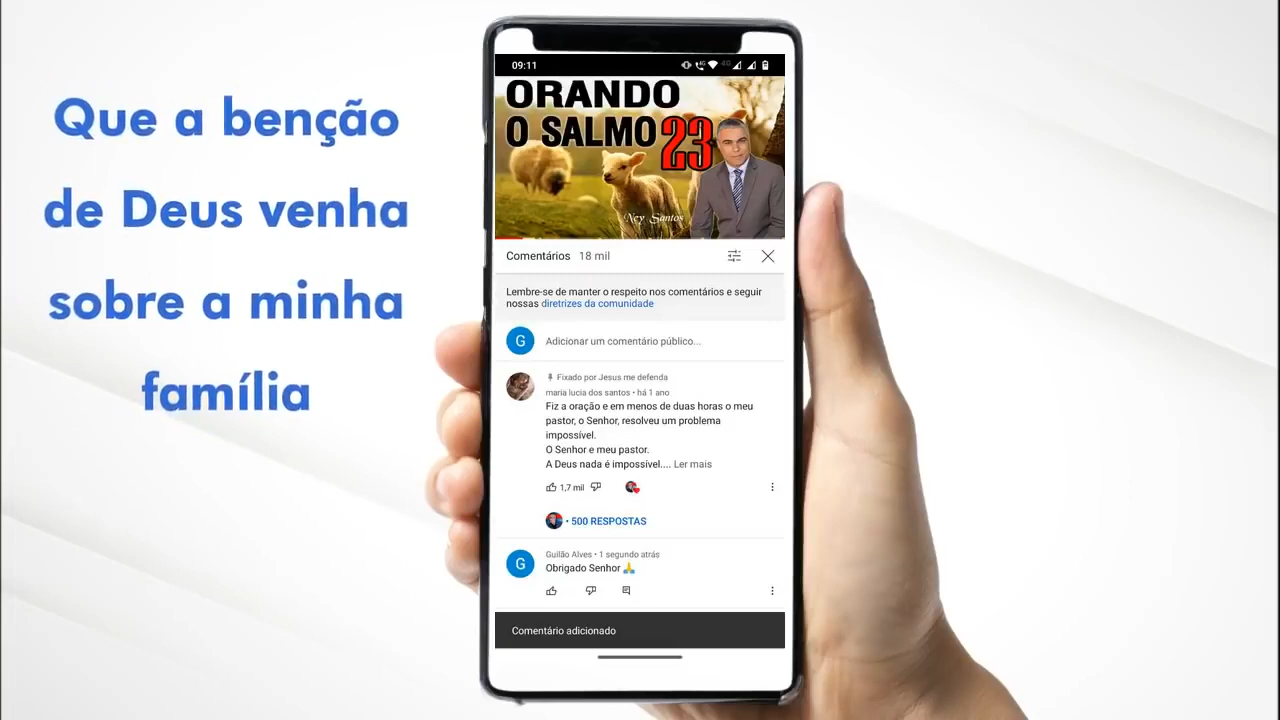 Que a benção
de Deus venha
sobre a minha
família
09:11
4G
ORANDO
O SALMO 23
Ney Santos
Comentários 18 mil
Lembre-se de manter o respeito nos comentários e seguir
nossas diretrizes da comunidade
G
Adicionar um comentário público...
Fixado por Jesus me defenda
maria lucia dos santos • há 1 ano
Fiz a oração e em menos de duas horas o meu
pastor, o Senhor, resolveu um problema
impossível.
O Senhor e meu pastor.
A Deus nada é impossível.... Ler mais
1,7 mil
• 500 RESPOSTAS
G
Guilão Alves • 1 segundo atrás
Obrigado Senhor 🙏
Comentário adicionado